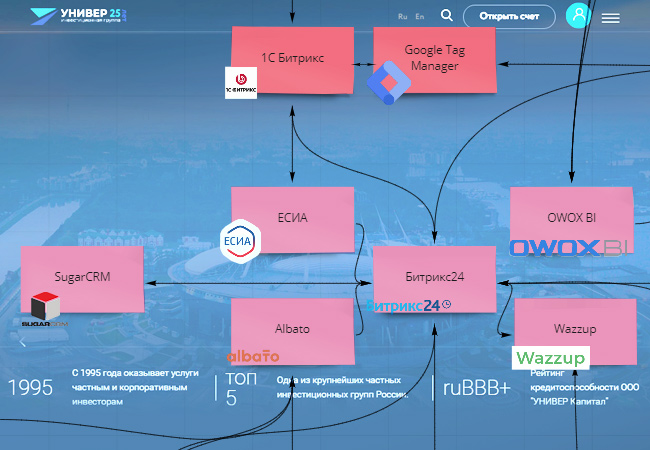 УНИВЕР 25 ЛЕТ
ИНВЕСТИЦИОННАЯ ГРУППА
Ru En
Открыть счет
1С Битрикс
Google Tag
Manager
1С-БИТРИКС
ЕСИА
ЕСИА
OWOX BI
OWOX BI
SugarCRM
SUGARCRM
Битрикс24
Битрикс24
Albato
albato
Wazzup
Wazzup
1995
С 1995 года оказывает услуги
частным и корпоративным
инвесторам
ТОП
5
Одна из крупнейших частных
инвестиционных групп России.
ruBBB+
Рейтинг
кредитоспособности ООО
"УНИВЕР Капитал"